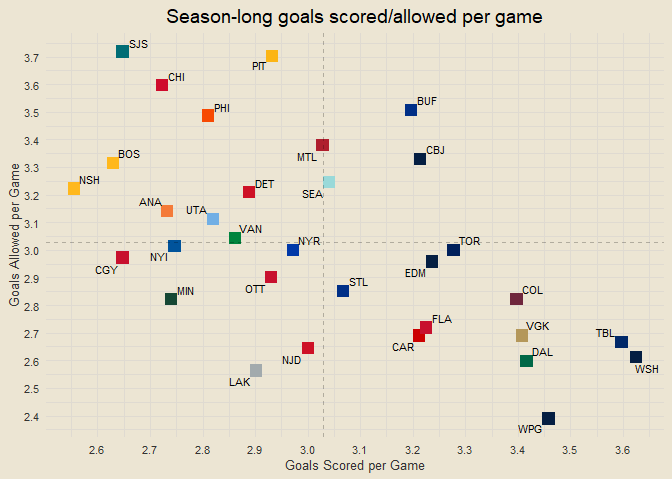 Season-long goals scored/allowed per game
Goals Allowed per Game
3.7
3.6
3.5
3.4
3.3
3.2
3.1
3.0
2.9
2.8
2.7
2.6
2.5
2.4
SJS
PIT
CHI
BUF
PHI
MTL
CBJ
BOS
NSH
DET
SEA
ANA
UTA
VAN
NYR
TOR
NYI
CGY
EDM
OTT
STL
MIN
COL
FLA
VGK
CAR
TBL
NJD
DAL
WSH
LAK
WPG
2.6 2.7 2.8 2.9 3.0 3.1 3.2 3.3 3.4 3.5 3.6
Goals Scored per Game